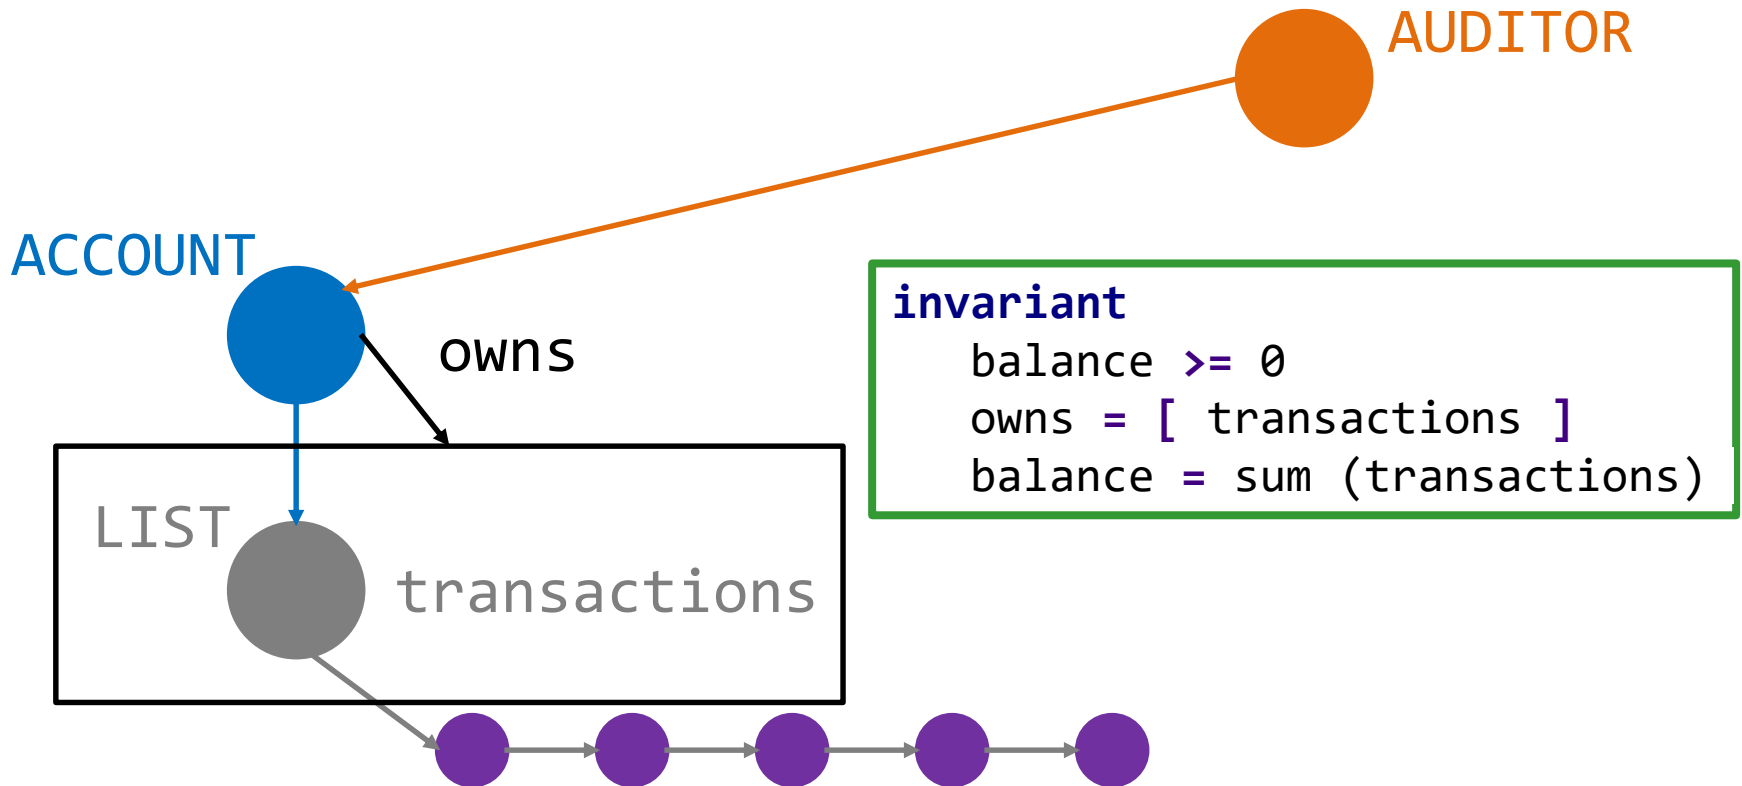 AUDITOR
ACCOUNT
owns
invariant
balance >= 0
owns = [ transactions ]
balance = sum (transactions)
LIST
transactions